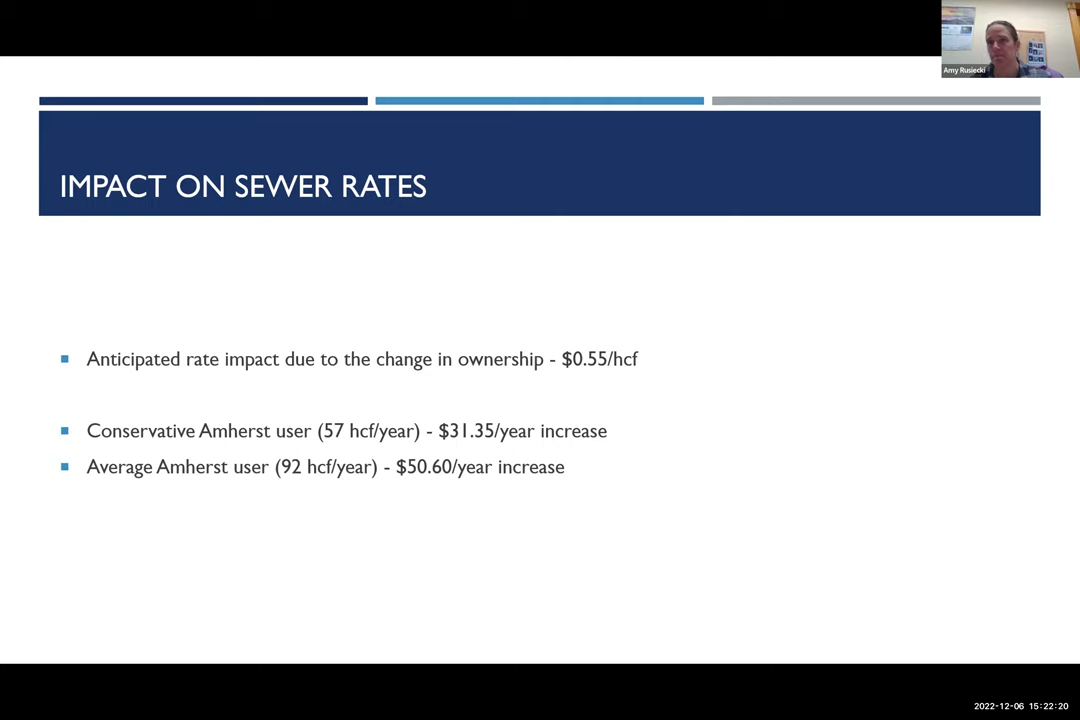 Amy Rusiecki
IMPACT ON SEWER RATES
Anticipated rate impact due to the change in ownership - $0.55/hcf
Conservative Amherst user (57 hcf/year) - $31.35/year increase
Average Amherst user (92 hcf/year) - $50.60/year increase
2022-12-06 15:22:20